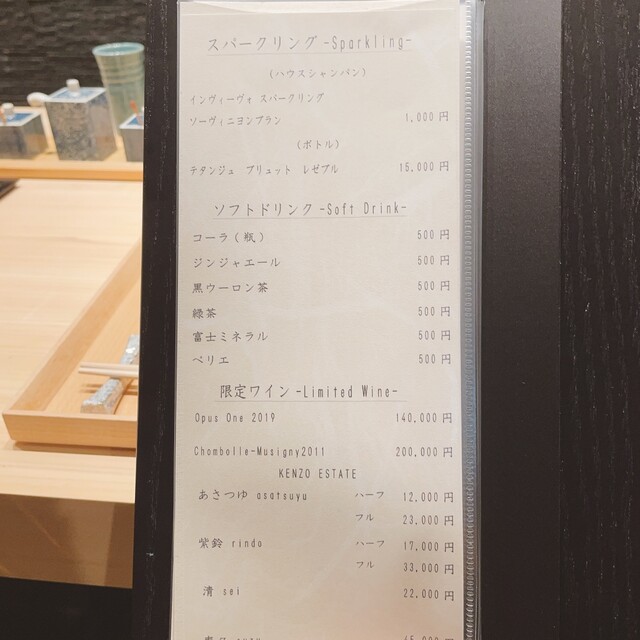 スパークリング-Sparkling-
(ハウスシャンパン)
インヴィーヴォ スパークリング
ソーヴィニヨンブラン 1,000円
(ボトル)
テタンジュ ブリュット レゼブル 15,000円
ソフトドリンク-Soft Drink-
コーラ(瓶) 500円
ジンジャエール 500円
黒ウーロン茶 500円
緑茶 500円
富士ミネラル 500円
ペリエ 500円
限定ワイン-Limited Wine-
Opus One 2019 140,000円
Chombolle-Musigny2011 200,000円
KENZO ESTATE
あさつゆ asatsuyu ハーフ 12,000円
フル 23,000円
紫鈴 rindo ハーフ 17,000円
フル 33,000円
清 sei 22,000円